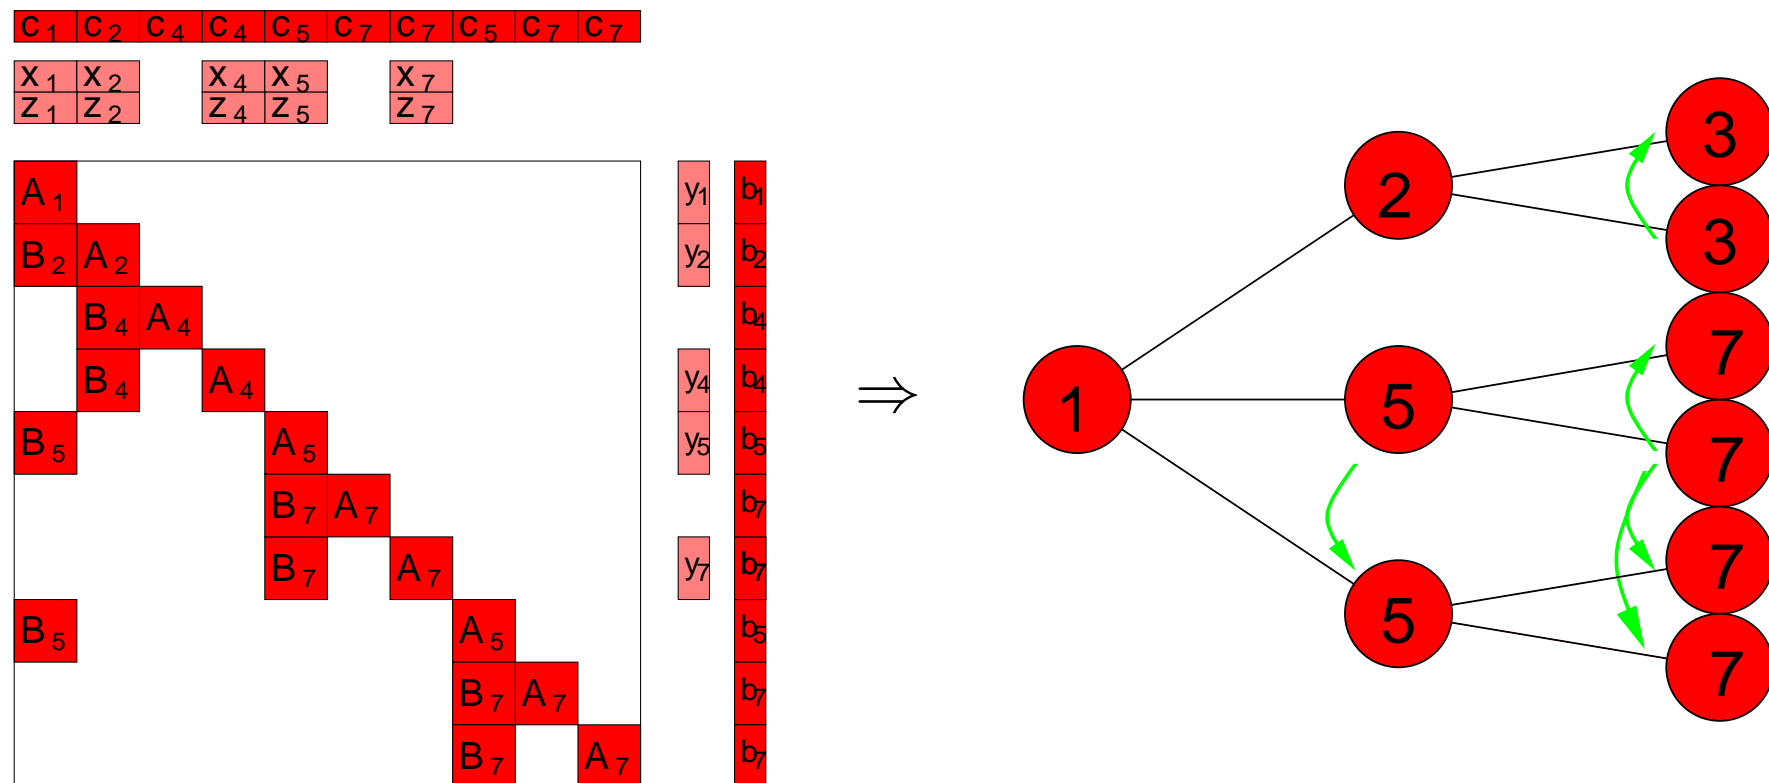 c1 c2 c4 c4 c5 c7 c7 c5 c7 c7
x1 x2 x4 x5 x7
z1 z2 z4 z5 z7
A1 y1 b1
B2 A2 y2 b2
B4 A4 b4
B4 A4 y4 b4
B5 A5 y5 b5
B7 A7 b7
B7 A7 y7 b7
B5 A5 b5
B7 A7 b7
B7 A7 b7
⇒
1
2
5
5
3
3
7
7
7
7